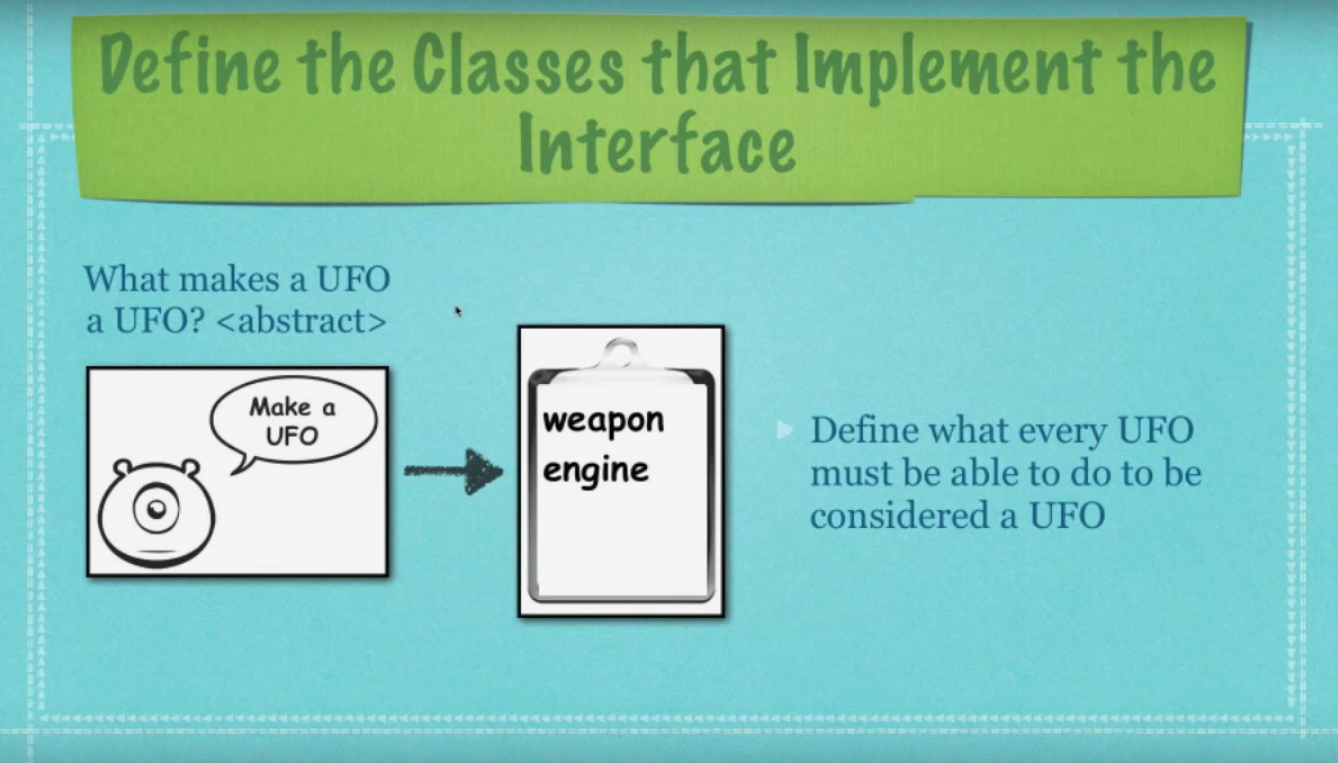 Define the Classes that Implement the
Interface
What makes a UFO
a UFO? <abstract>
Make a
UFO
weapon
engine
Define what every UFO
must be able to do to be
considered a UFO